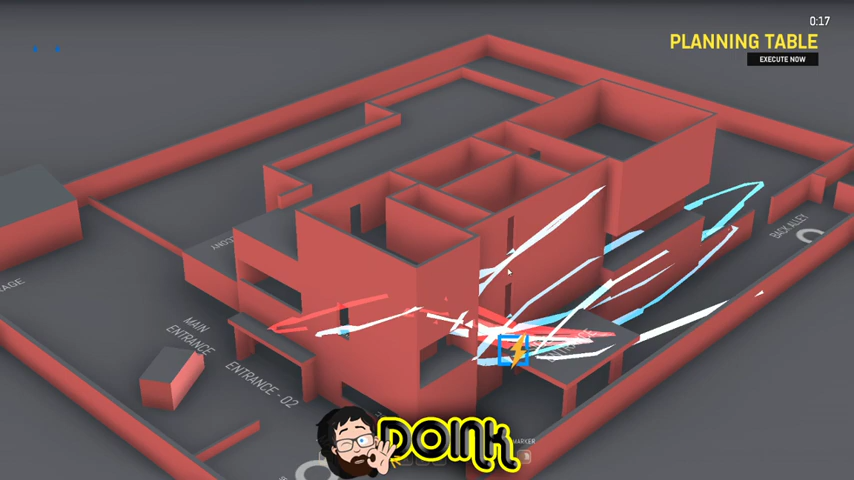 0:17
PLANNING TABLE
EXECUTE NOW
BACK ALLEY
MAIN
ENTRANCE
ENTRANCE - 02
DOINK